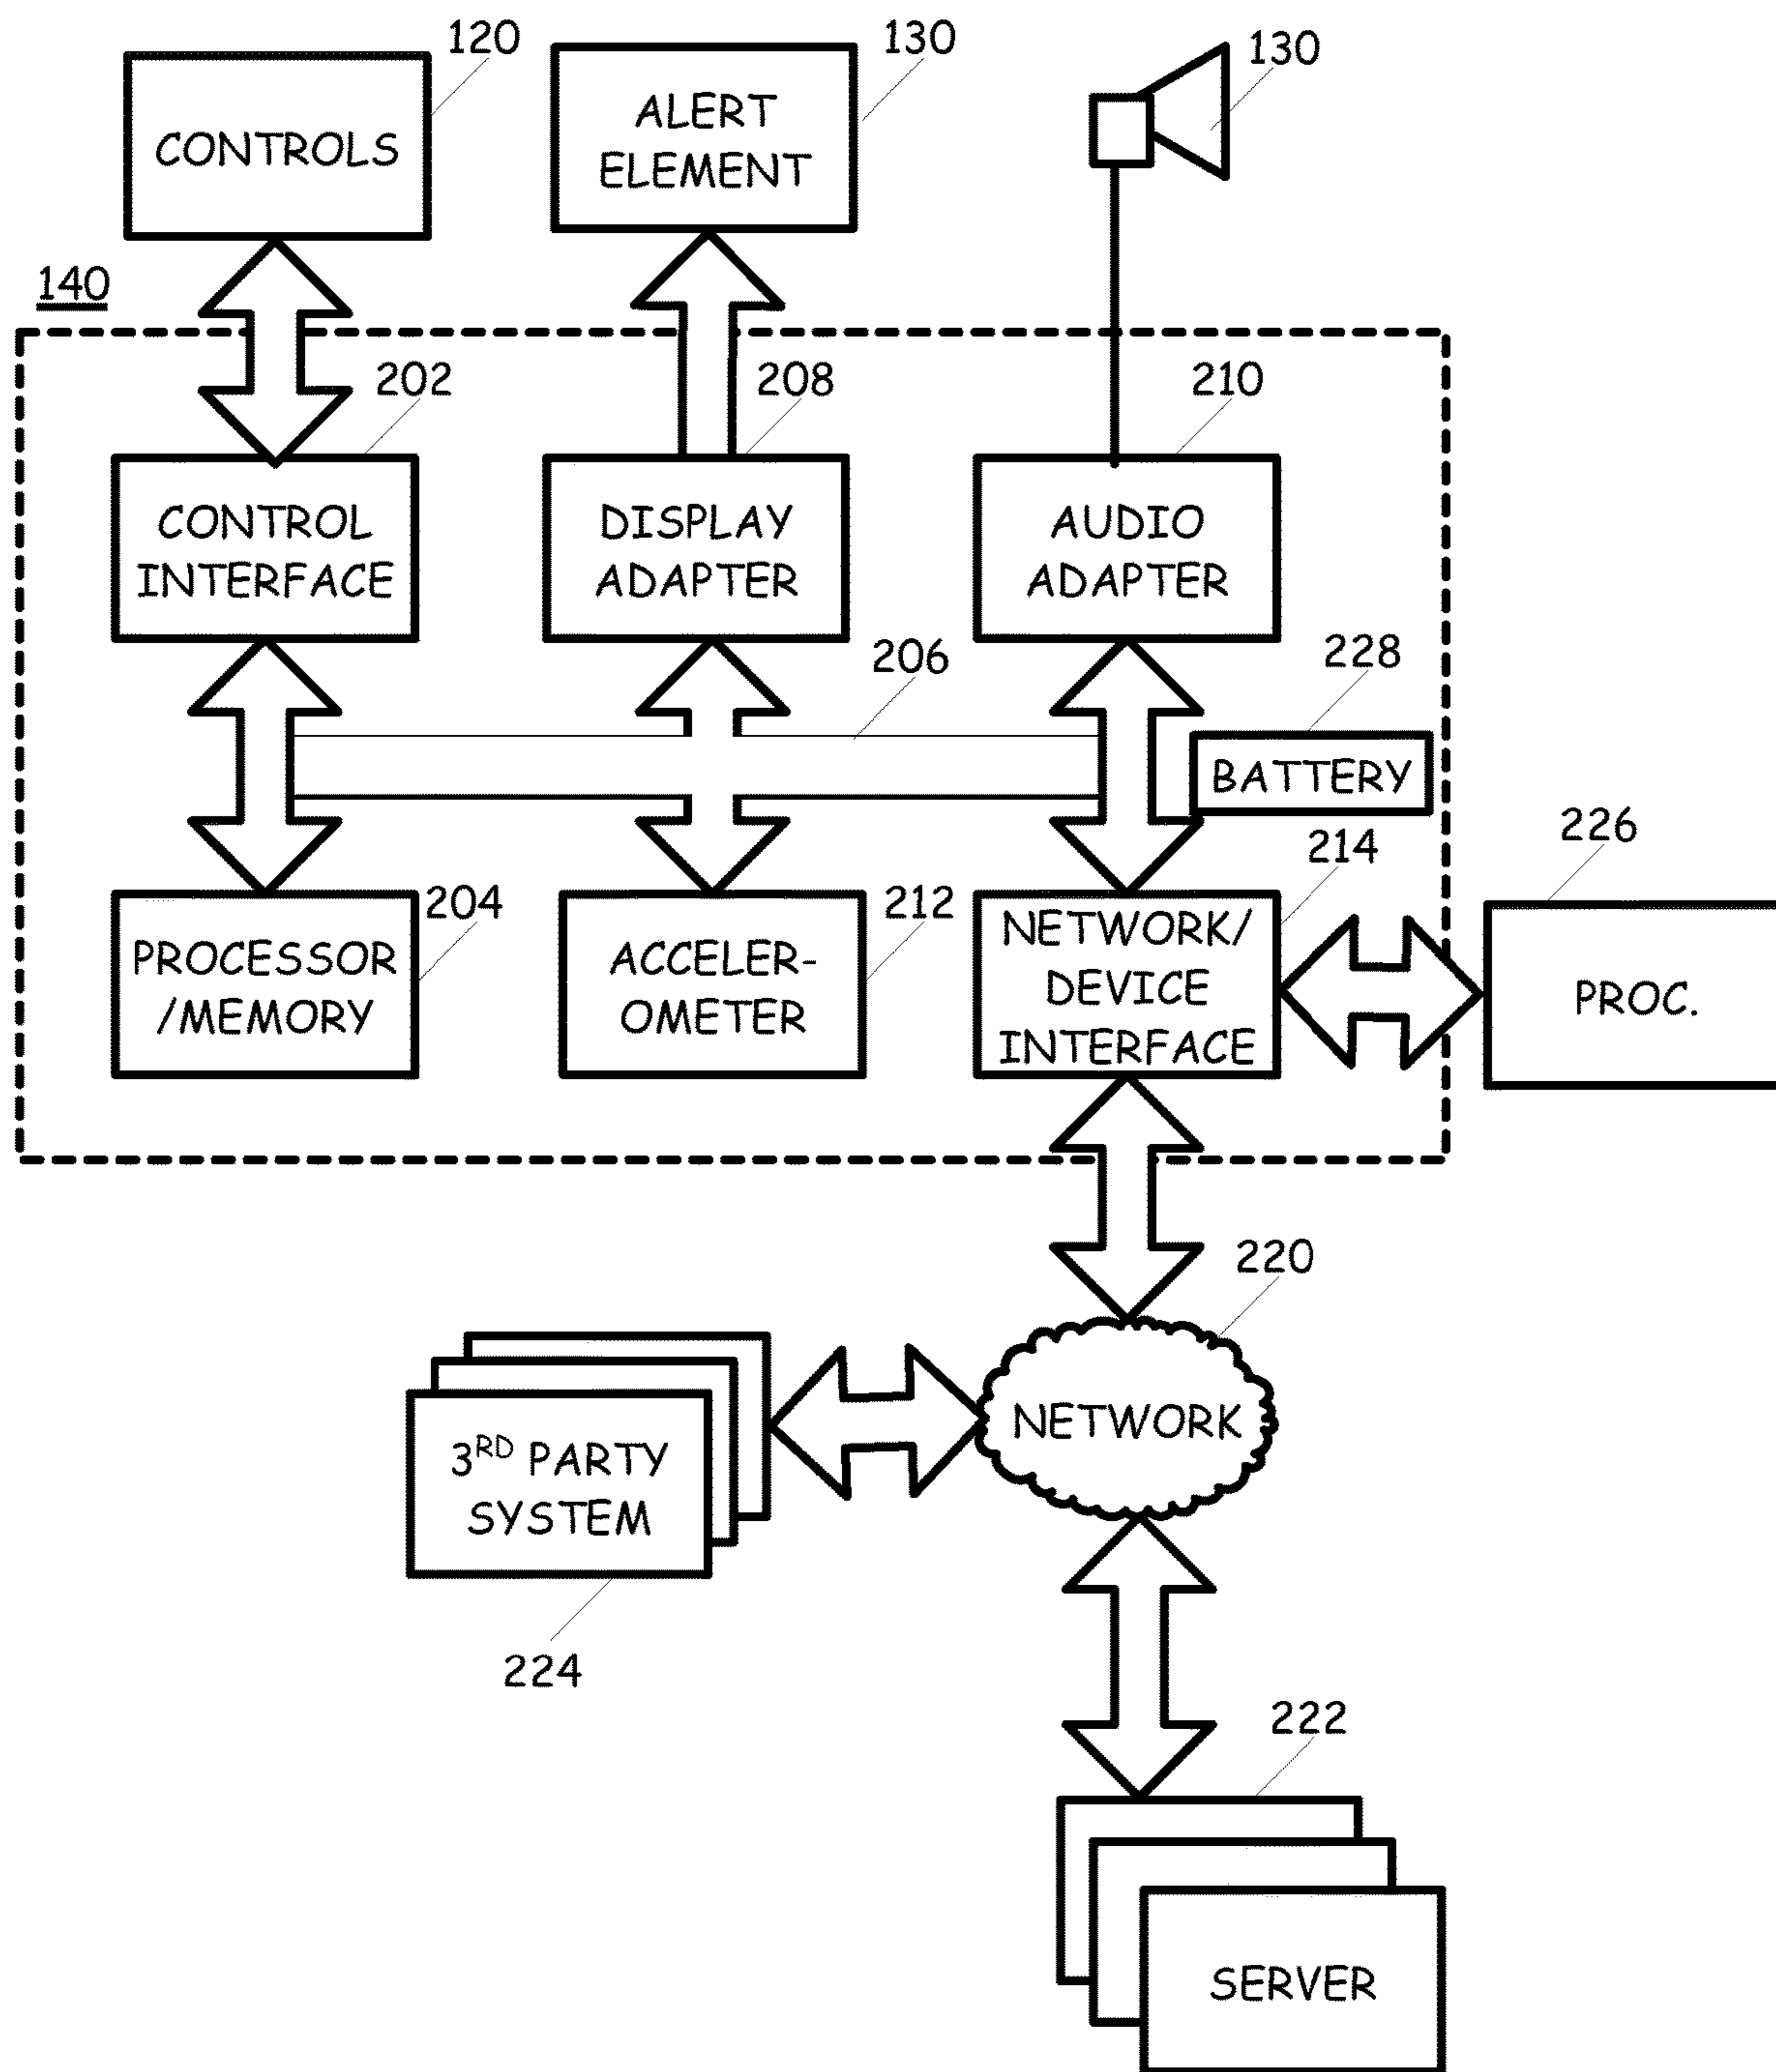 120
130
130
CONTROLS
ALERT
ELEMENT
140
202
208
210
CONTROL
INTERFACE
DISPLAY
ADAPTER
AUDIO
ADAPTER
206
228
BATTERY
226
214
204
212
PROCESSOR
/MEMORY
ACCELER-
OMETER
NETWORK/
DEVICE
INTERFACE
PROC.
220
NETWORK
3RD PARTY
SYSTEM
224
222
SERVER